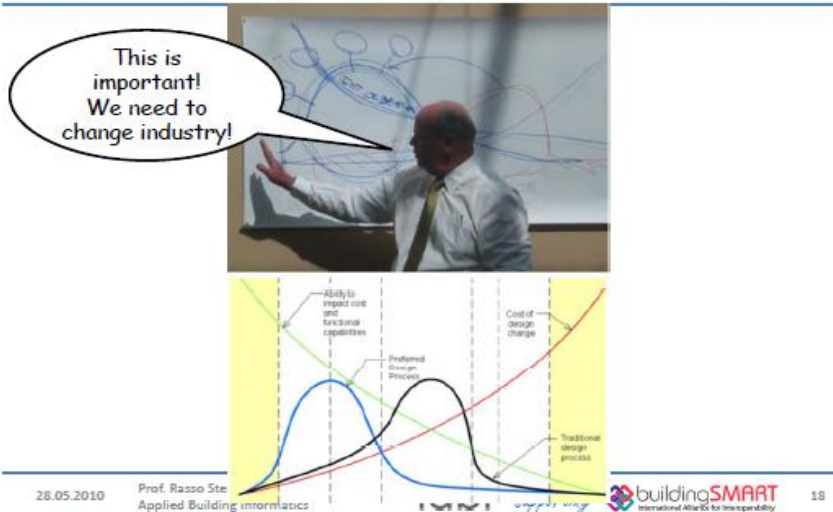 This is
important!
We need to
change industry!
Ability to
impact cost
and
functional
capabilities
Cost of
design
change
Preferred
Design
Process
Traditional
design
process
28.05.2010
Prof. Rasso Ste
Applied Building Informatics
buildingSMART
International Alliance for Interoperability
18